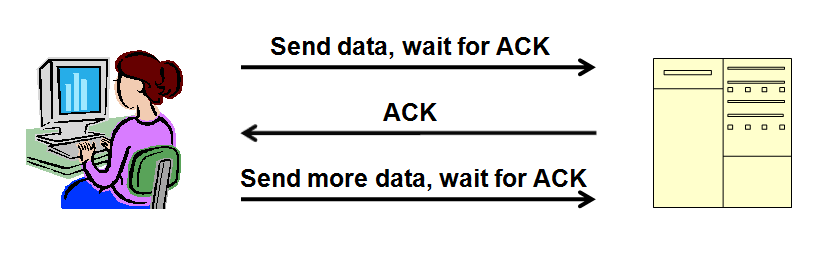 Send data, wait for ACK
ACK
Send more data, wait for ACK